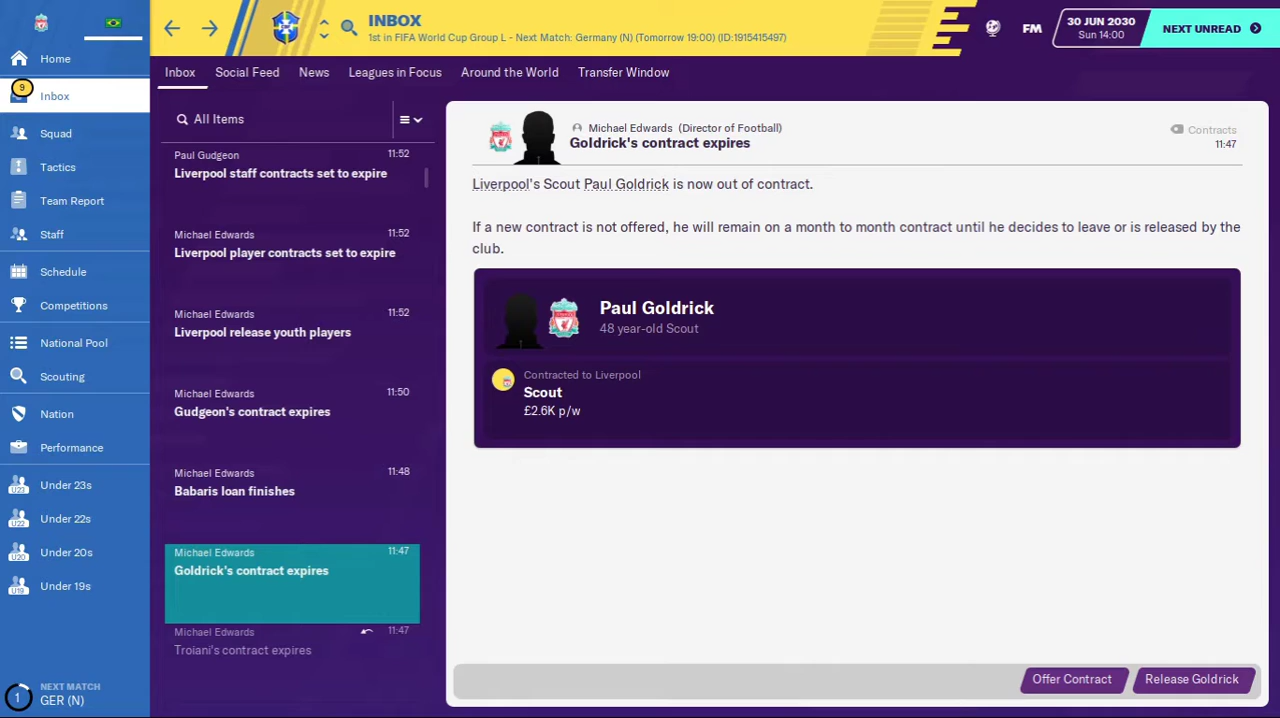 INBOX
1st in FIFA World Cup Group L - Next Match: Germany (N) (Tomorrow 19:00) (ID:1915415497)
FM
30 JUN 2030
Sun 14:00
NEXT UNREAD
Home
9
Inbox
Squad
Tactics
Team Report
Staff
Schedule
Competitions
National Pool
Scouting
Nation
Performance
U23
Under 23s
U22
Under 22s
U20
Under 20s
U19
Under 19s
1
NEXT MATCH
GER (N)
Inbox
Social Feed
News
Leagues in Focus
Around the World
Transfer Window
All Items
Paul Gudgeon
11:52
Liverpool staff contracts set to expire
Michael Edwards
11:52
Liverpool player contracts set to expire
Michael Edwards
11:52
Liverpool release youth players
Michael Edwards
11:50
Gudgeon's contract expires
Michael Edwards
11:48
Babaris loan finishes
Michael Edwards
11:47
Goldrick's contract expires
Michael Edwards
11:47
Troiani's contract expires
Michael Edwards (Director of Football)
Goldrick's contract expires
Contracts
11:47
Liverpool's Scout Paul Goldrick is now out of contract.
If a new contract is not offered, he will remain on a month to month contract until he decides to leave or is released by the
club.
Paul Goldrick
48 year-old Scout
Contracted to Liverpool
Scout
£2.6K p/w
Offer Contract
Release Goldrick